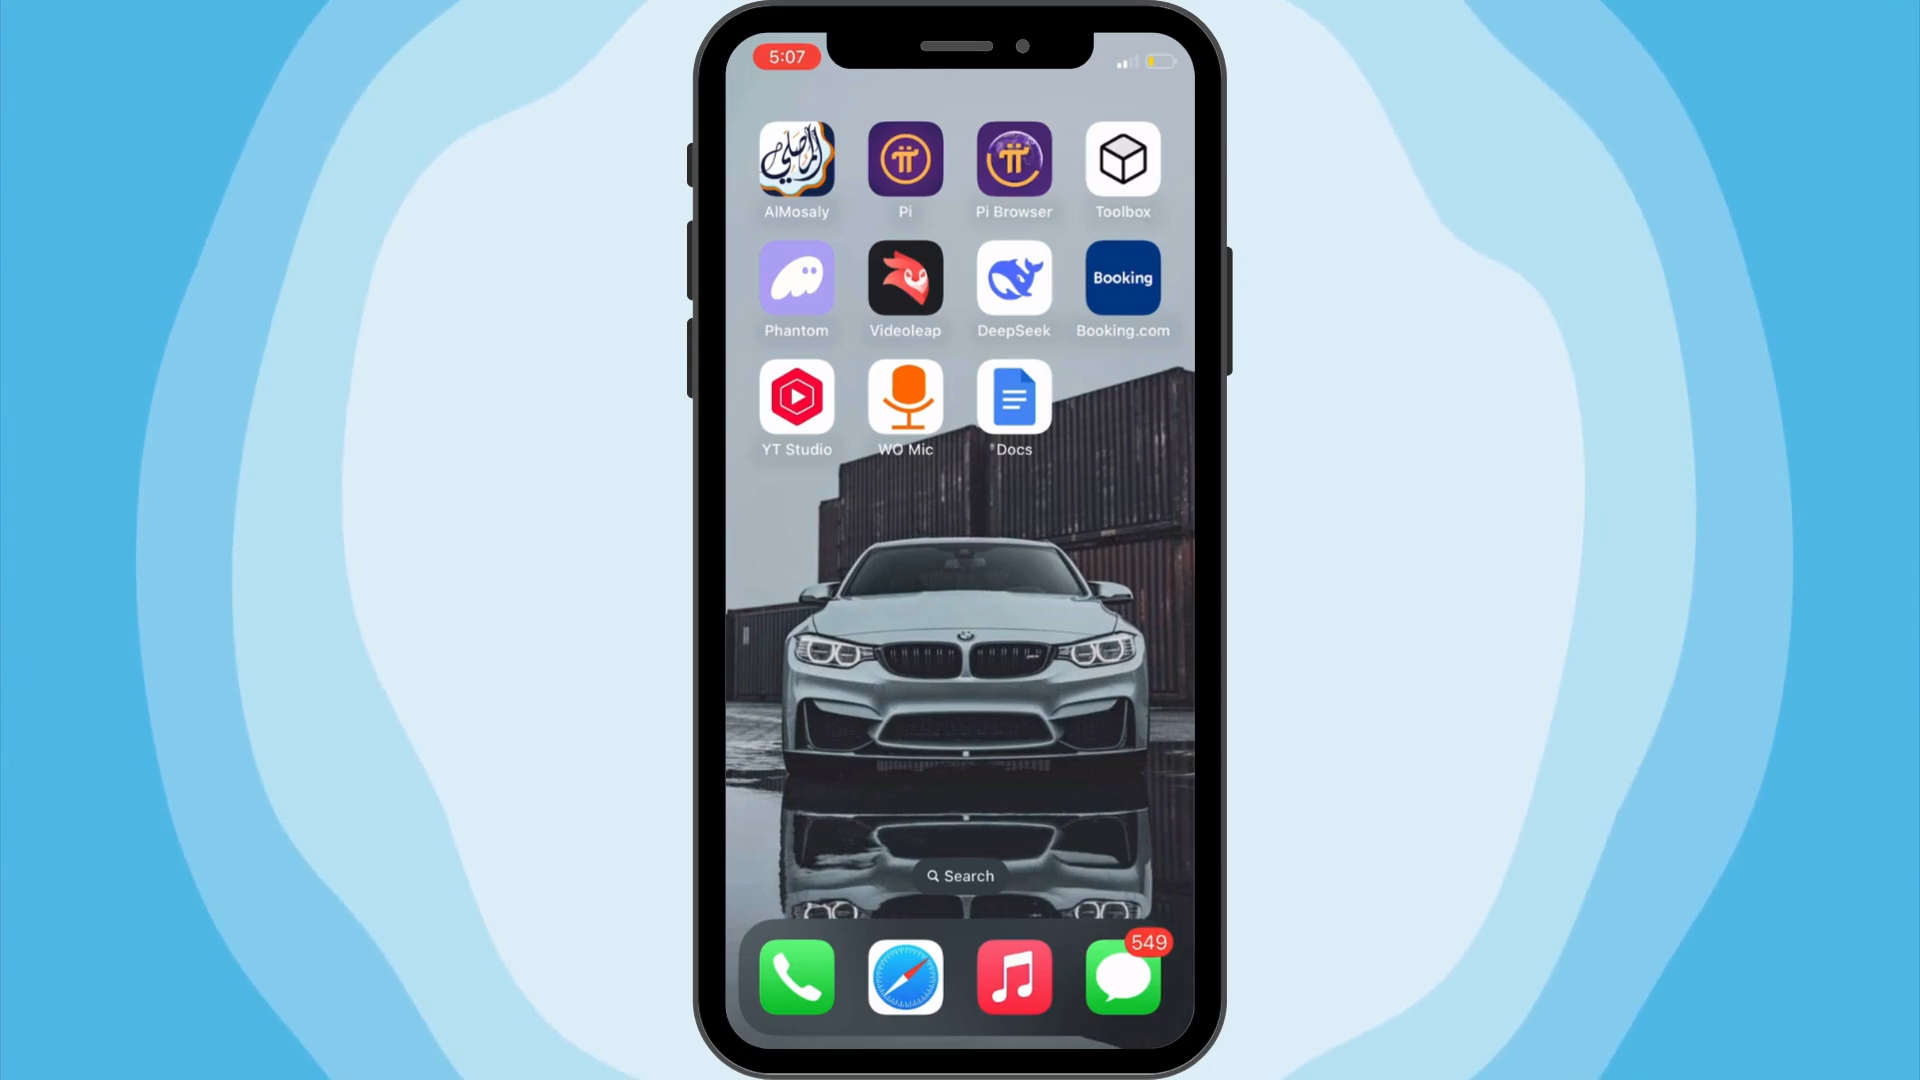 5:07
المصلي
AlMosaly
Pi
Pi Browser
Toolbox
Booking
Phantom
Videoleap
DeepSeek
Booking.com
YT Studio
WO Mic
Docs
Search
549